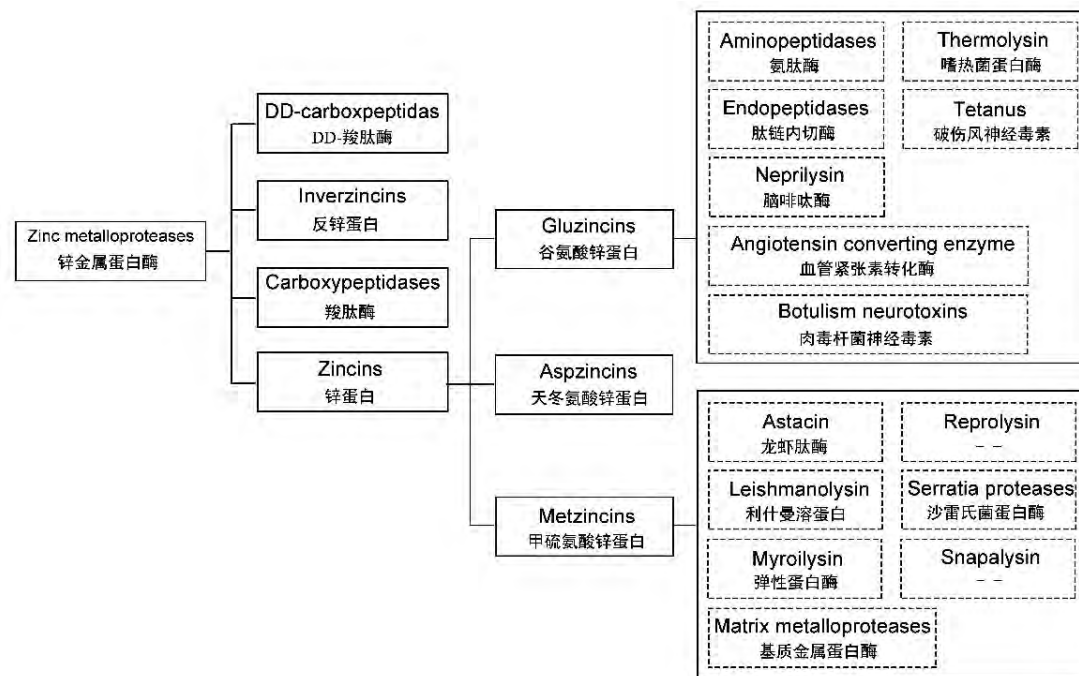 Zinc metalloproteases
锌金属蛋白酶
DD-carboxpeptidas
DD-羧肽酶
Inverzincins
反锌蛋白
Carboxypeptidases
羧肽酶
Zincins
锌蛋白
Gluzincins
谷氨酸锌蛋白
Aspzincins
天冬氨酸锌蛋白
Metzincins
甲硫氨酸锌蛋白
Aminopeptidases
氨肽酶
Thermolysin
嗜热菌蛋白酶
Endopeptidases
肽链内切酶
Tetanus
破伤风神经毒素
Neprilysin
脑啡呔酶
Angiotensin converting enzyme
血管紧张素转化酶
Botulism neurotoxins
肉毒杆菌神经毒素
Astacin
龙虾肽酶
Reprolysin
– –
Leishmanolysin
利什曼溶蛋白
Serratia proteases
沙雷氏菌蛋白酶
Myroilysin
弹性蛋白酶
Snapalysin
– –
Matrix metalloproteases
基质金属蛋白酶